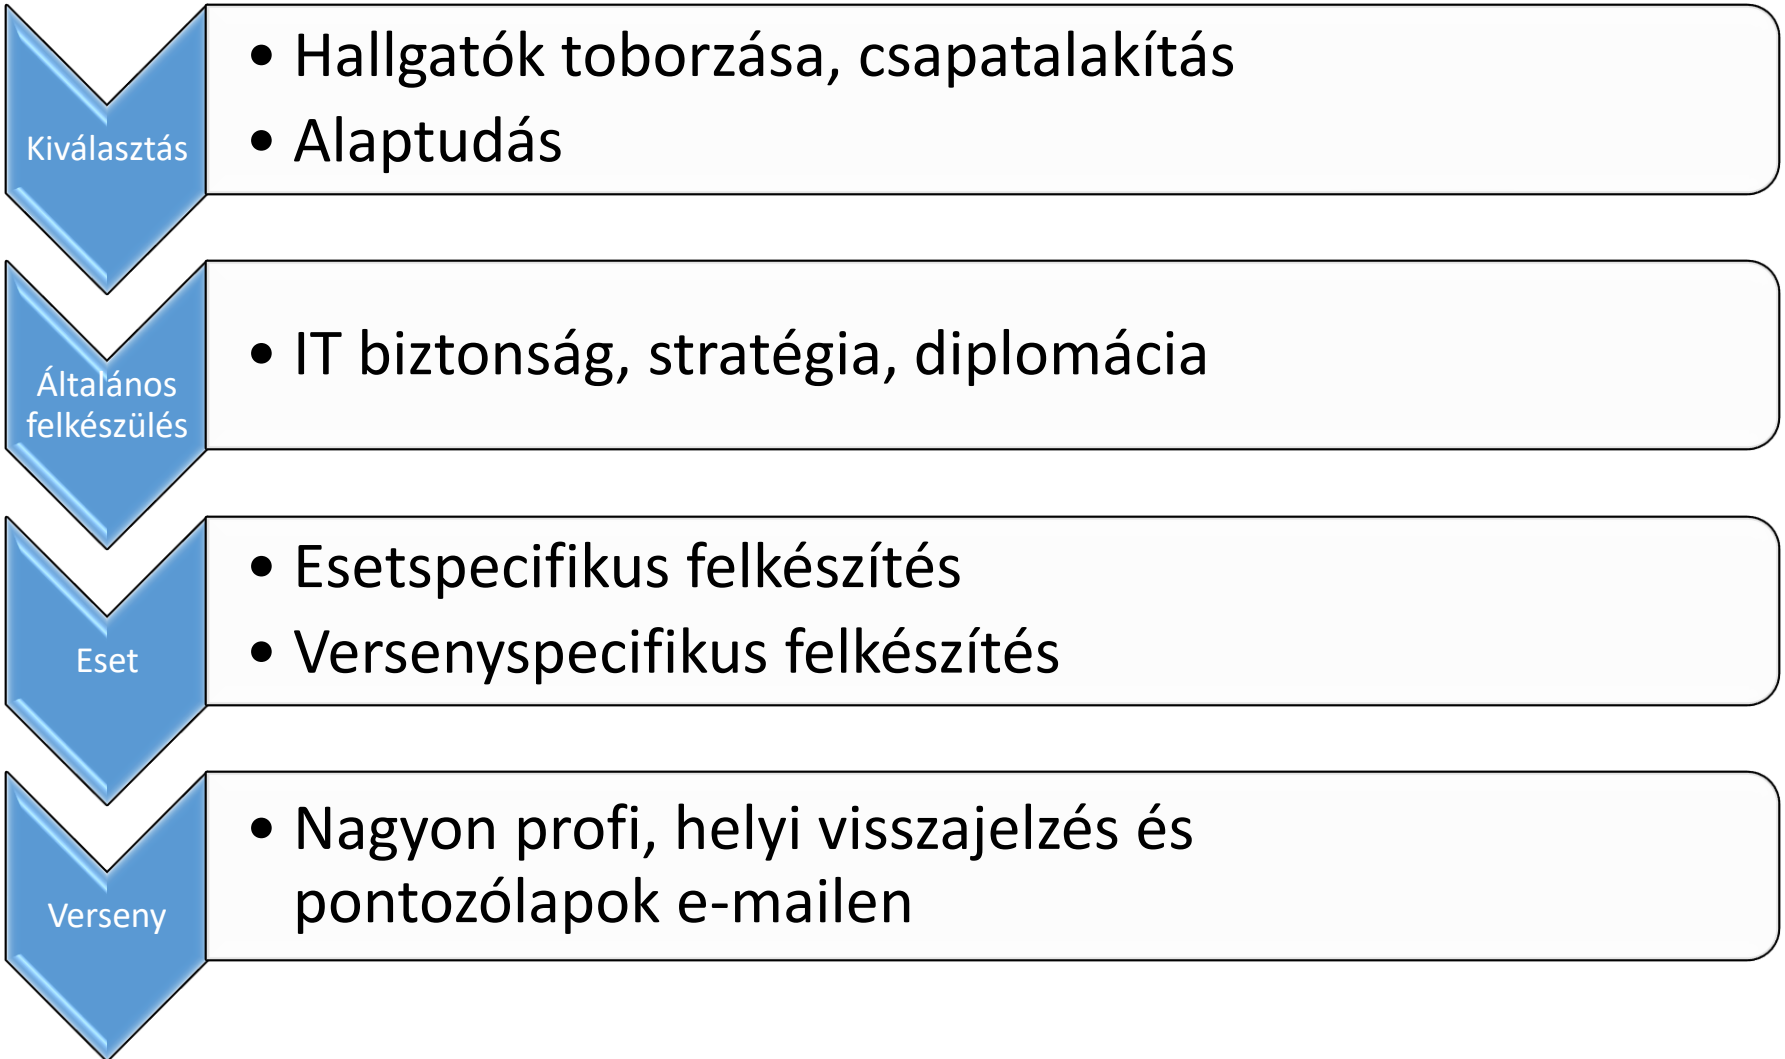 Kiválasztás
• Hallgatók toborzása, csapatalakítás
• Alaptudás
Általános
felkészülés
• IT biztonság, stratégia, diplomácia
Eset
• Esetspecifikus felkészítés
• Versenyspecifikus felkészítés
Verseny
• Nagyon profi, helyi visszajelzés és
pontozólapok e-mailen